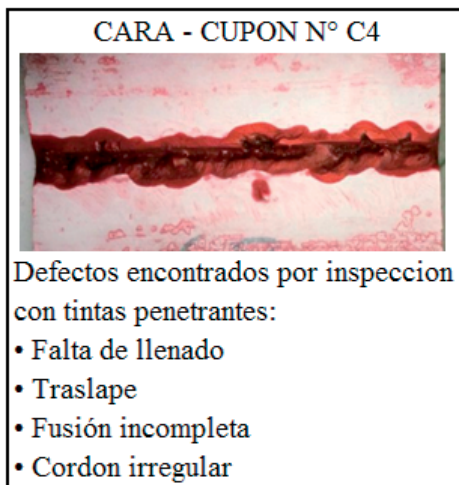 CARA - CUPON N° C4
Defectos encontrados por inspeccion
con tintas penetrantes:
• Falta de llenado
• Traslape
• Fusión incompleta
• Cordon irregular